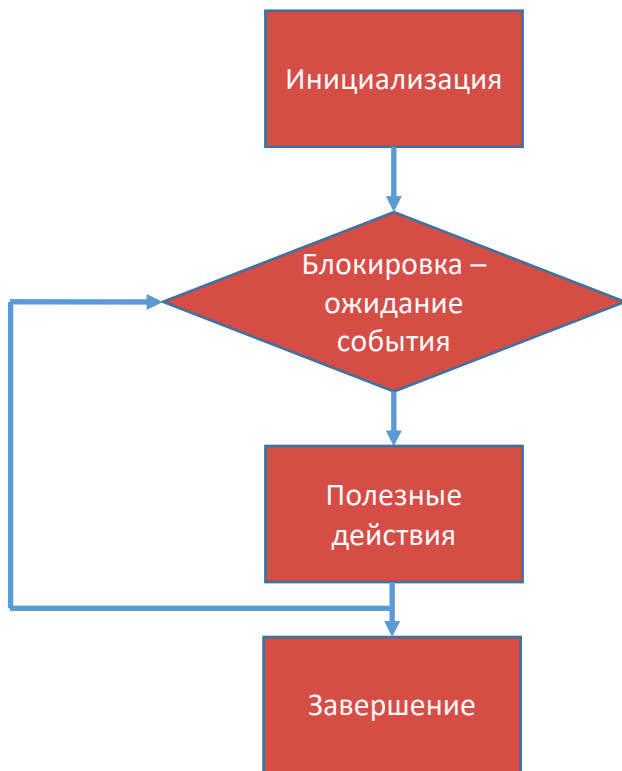 Инициализация
Блокировка –
ожидание
события
Полезные
действия
Завершение